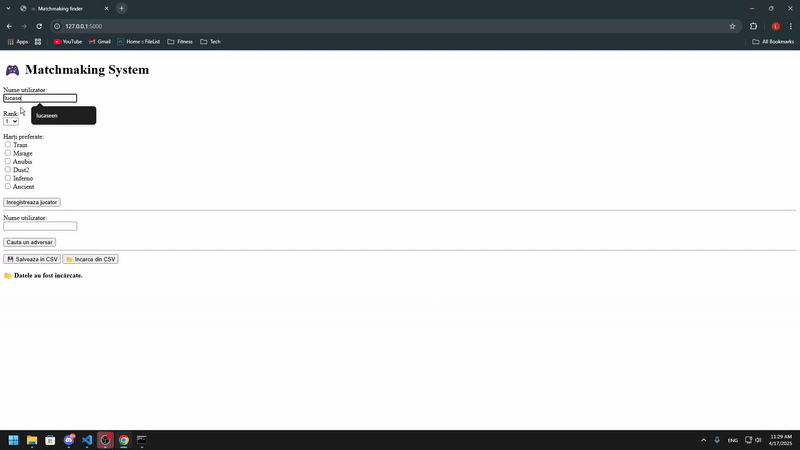 Matchmaking finder
127.0.0.1:5000
Apps YouTube Gmail Home :: FileList Fitness Tech All Bookmarks
🎮 Matchmaking System
Nume utilizator:
lucase
lucaseen
Rank:
1
Harți preferate:
Train
Mirage
Anubis
Dust2
Inferno
Ancient
Inregistreaza jucator
Nume utilizator:
Cauta un adversar
💾 Salveaza in CSV 📂 Incarca din CSV
📂 Datele au fost încărcate.
ENG
11:29 AM
4/17/2025